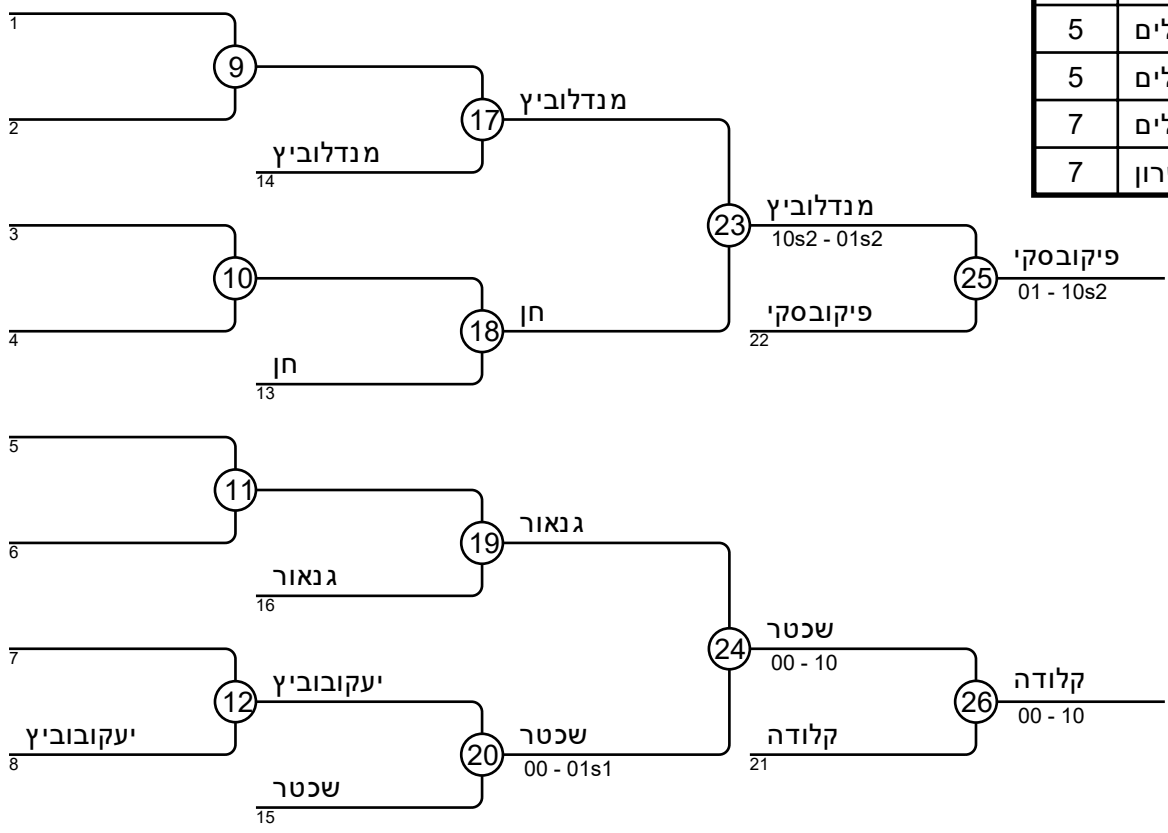 1
5
5
7
7
9
2
17
מנדלוביץ
מנדלוביץ
14
3
23
מנדלוביץ
10s2 - 01s2
10
25
פיקובסקי
01 - 10s2
4
18
חן
פיקובסקי
22
חן
13
5
11
6
19
גנאור
גנאור
16
7
24
שכטר
00 - 10
12
יעקובוביץ
26
קלודה
00 - 10
יעקובוביץ
8
20
שכטר
00 - 01s1
קלודה
21
שכטר
15